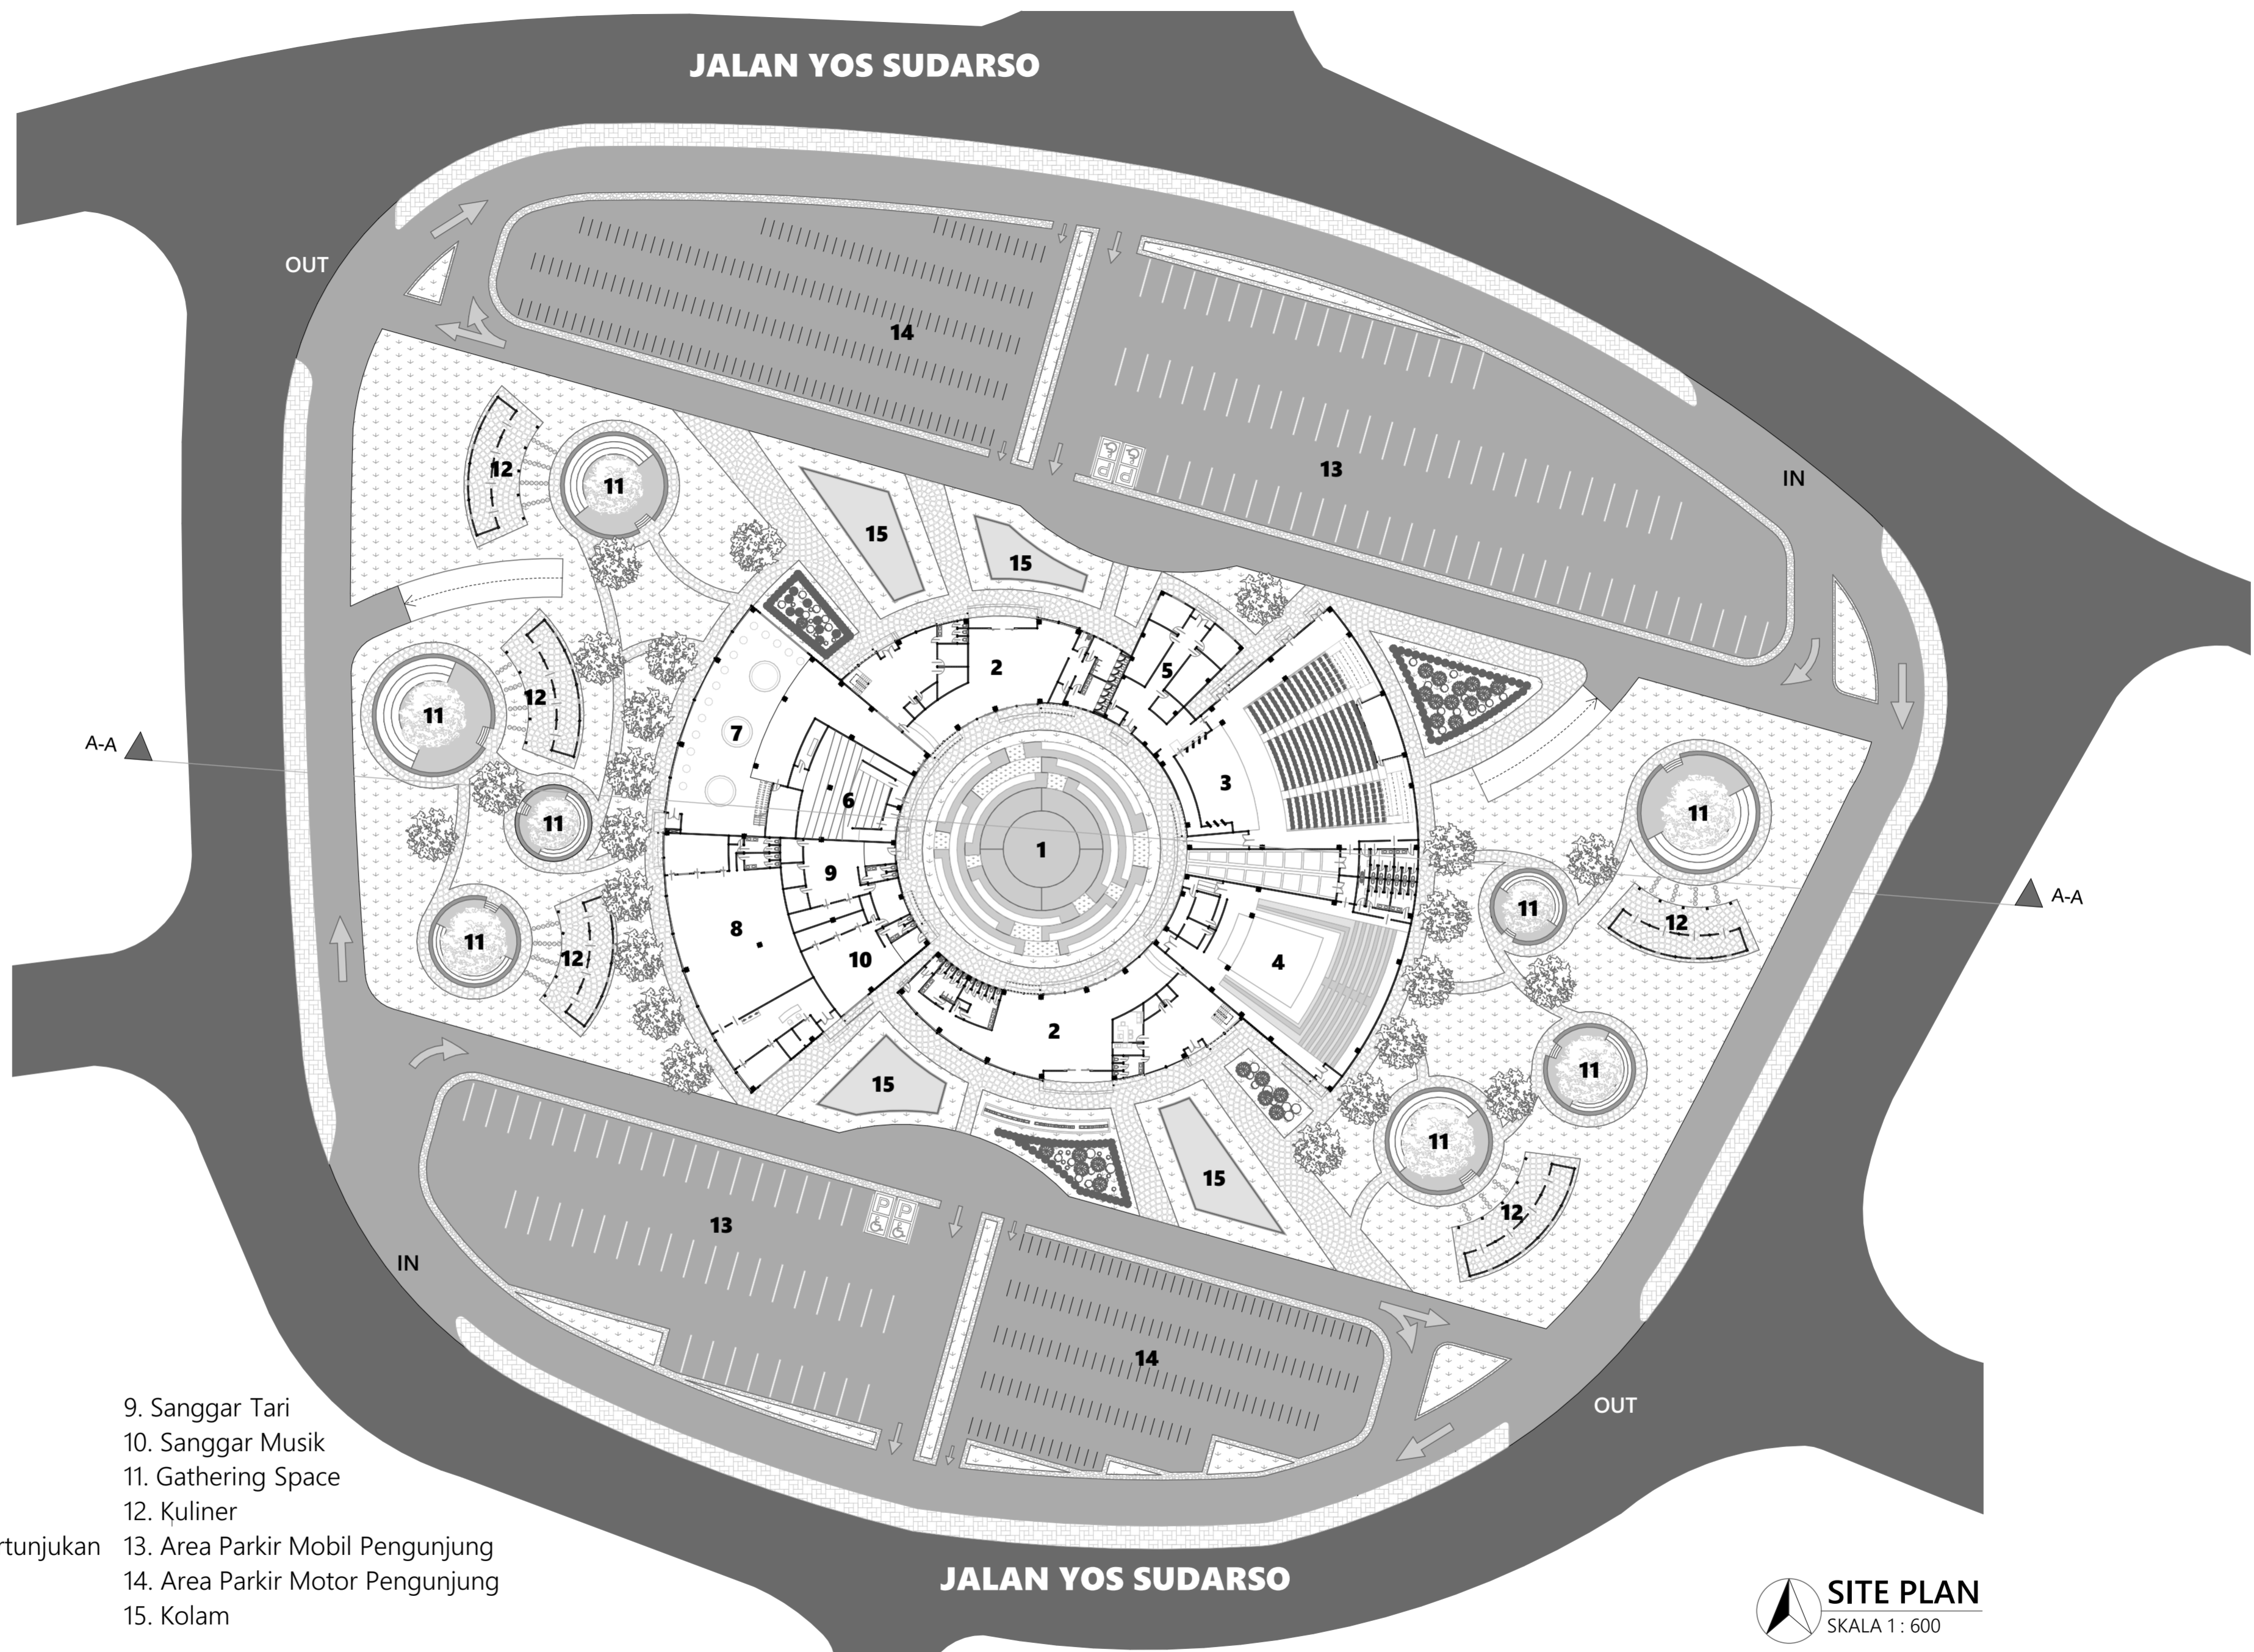 JALAN YOS SUDARSO
OUT
14
13
IN
12
11
15
15
12
11
2
5
7
3
6
A-A
11
1
9
8
10
4
11
12
2
15
11
12
11
A-A
11
12
11
11
12
15
13
14
IN
OUT
JALAN YOS SUDARSO
9. Sanggar Tari
10. Sanggar Musik
11. Gathering Space
12. Kuliner
13. Area Parkir Mobil Pengunjung
14. Area Parkir Motor Pengunjung
15. Kolam
SITE PLAN
SKALA 1 : 600